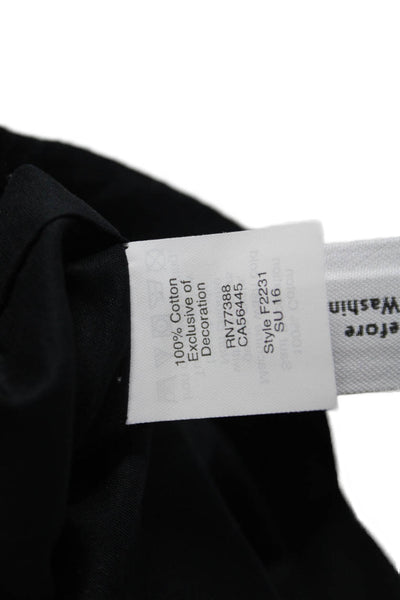 100% Cotton
Exclusive of
Decoration
RN77388
CA56445
Style F2231
SU 16
efore
Washin